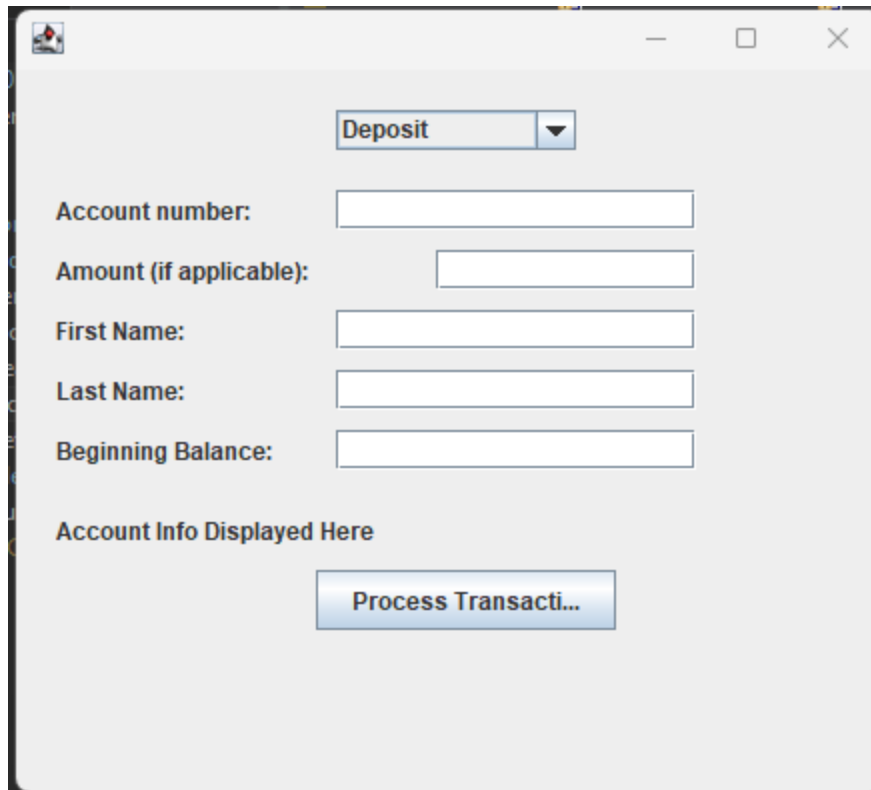 Deposit
Account number:
Amount (if applicable):
First Name:
Last Name:
Beginning Balance:
Account Info Displayed Here
Process Transacti...